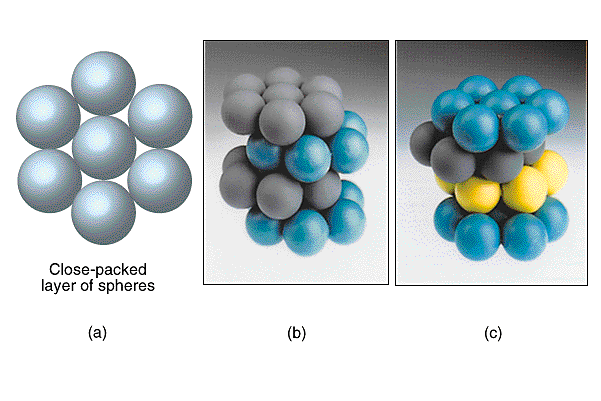 Close-packed
layer of spheres
(a)
(b)
(c)